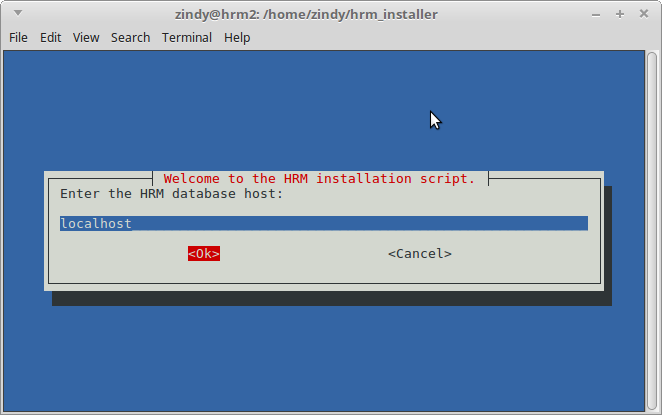 zindy@hrm2: /home/zindy/hrm_installer
File Edit View Search Terminal Help
Welcome to the HRM installation script.
Enter the HRM database host:
localhost
<Ok> <Cancel>